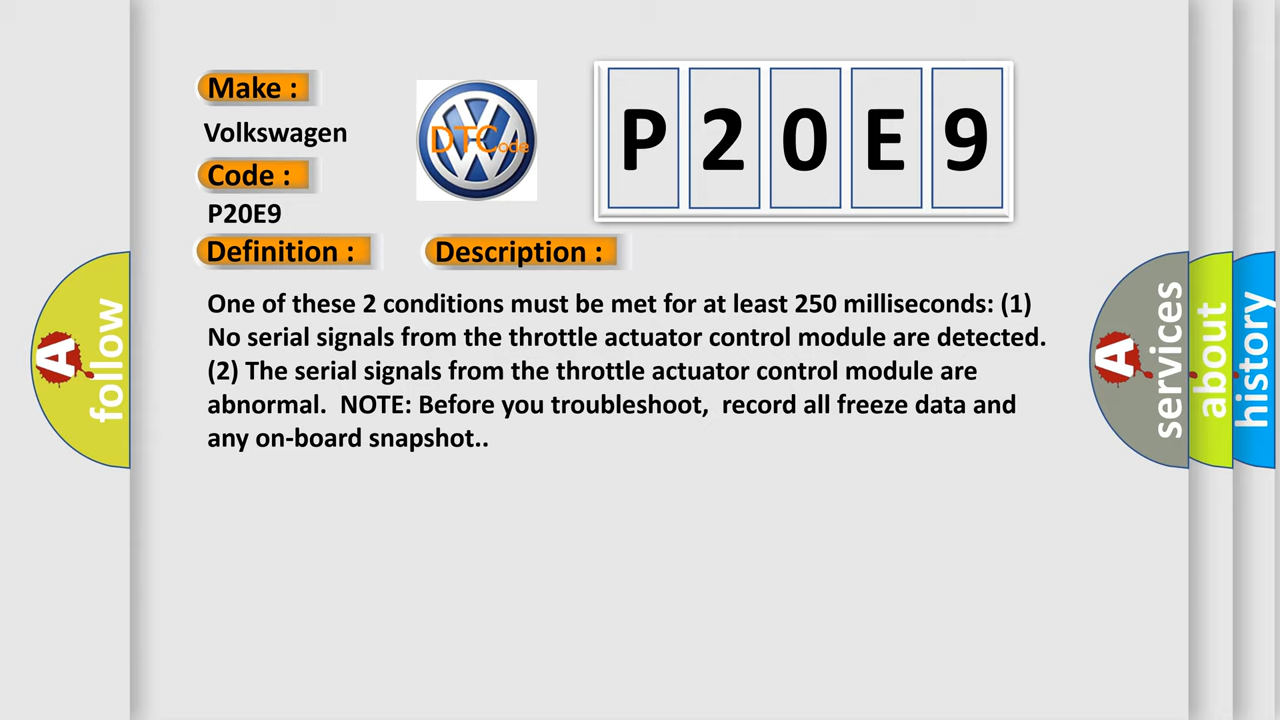 Make :
Volkswagen
Code :
P20E9
Definition :
Description :
One of these 2 conditions must be met for at least 250 milliseconds: (1)
No serial signals from the throttle actuator control module are detected.
(2) The serial signals from the throttle actuator control module are
abnormal. NOTE: Before you troubleshoot, record all freeze data and
any on-board snapshot..
DTCode
P20E9
A follow
A services
about
history